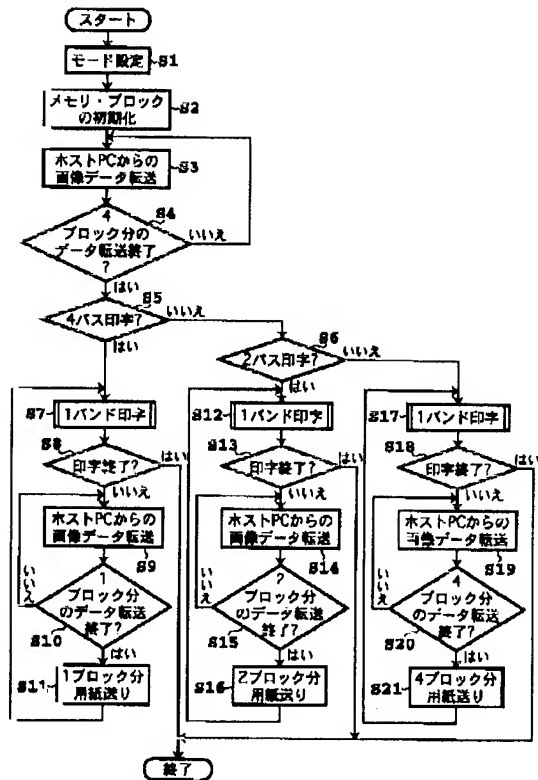 スタート
モード設定
S1
メモリ・ブロック
の初期化
S2
ホストPCからの
画像データ転送
S3
4
ブロック分の
データ転送終了
?
S4
いいえ
はい
4パス印字?
S5
いいえ
はい
2パス印字?
S6
いいえ
はい
S7
1バンド印字
S12
1バンド印字
S17
1バンド印字
S8
印字終了?
はい
いいえ
S13
印字終了?
はい
いいえ
S18
印字終了?
はい
いいえ
ホストPCからの
画像データ転送
S9
ホストPCからの
画像データ転送
S14
ホストPCからの
画像データ転送
S19
いいえ
1
ブロック分
のデータ転送
終了?
S10
はい
いいえ
2
ブロック分
のデータ転送
終了?
S15
はい
いいえ
4
ブロック分
のデータ転送
終了?
S20
はい
S11
1ブロック分
用紙送り
S16
2ブロック分
用紙送り
S21
4ブロック分
用紙送り
終了